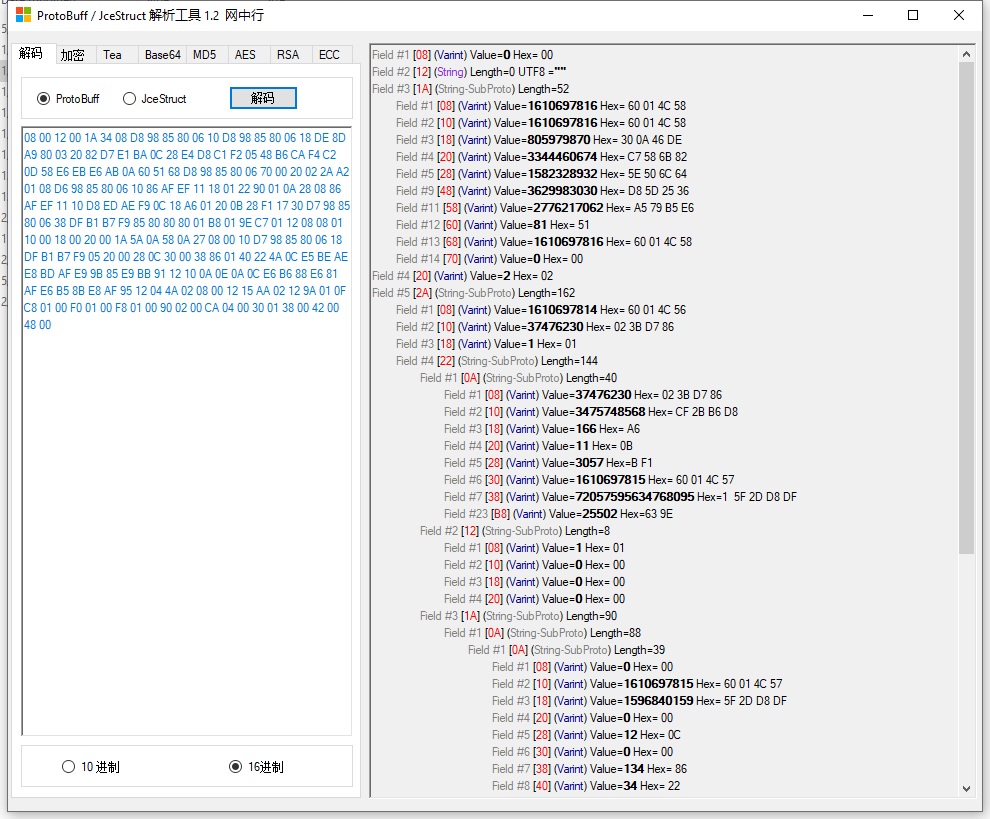 ProtoBuff / JceStruct 解析工具 1.2 网中行
解码 加密 Tea Base64 MD5 AES RSA ECC
ProtoBuff JceStruct 解码
08 00 12 00 1A 34 08 D8 98 85 80 06 10 D8 98 85 80 06 18 DE 8D
A9 80 03 20 82 D7 E1 BA 0C 28 E4 D8 C1 F2 05 48 B6 CA F4 C2
0D 58 E6 EB E6 AB 0A 60 51 68 D8 98 85 80 06 70 00 20 02 2A A2
01 08 D6 98 85 80 06 10 86 AF EF 11 18 01 22 90 01 0A 28 08 86
AF EF 11 10 D8 ED AE F9 0C 18 A6 01 20 0B 28 F1 17 30 D7 98 85
80 06 38 DF B1 B7 F9 85 80 80 80 01 B8 01 9E C7 01 12 08 08 01
10 00 18 00 20 00 1A 5A 0A 58 0A 27 08 00 10 D7 98 85 80 06 18
DF B1 B7 F9 05 20 00 28 0C 30 00 38 86 01 40 22 4A 0C E5 BE AE
E8 BD AF E9 9B 85 E9 BB 91 12 10 0A 0E 0A 0C E6 B6 88 E6 81
AF E6 B5 8B E8 AF 95 12 04 4A 02 08 00 12 15 AA 02 12 9A 01 0F
C8 01 00 F0 01 00 F8 01 00 90 02 00 CA 04 00 30 01 38 00 42 00
48 00
10 进制 16进制
Field #1 [08] (Varint) Value=0 Hex= 00
Field #2 [12] (String) Length=0 UTF8 =""
Field #3 [1A] (String-SubProto) Length=52
Field #1 [08] (Varint) Value=1610697816 Hex= 60 01 4C 58
Field #2 [10] (Varint) Value=1610697816 Hex= 60 01 4C 58
Field #3 [18] (Varint) Value=805979870 Hex= 30 0A 46 DE
Field #4 [20] (Varint) Value=3344460674 Hex= C7 58 6B 82
Field #5 [28] (Varint) Value=1582328932 Hex= 5E 50 6C 64
Field #9 [48] (Varint) Value=3629983030 Hex= D8 5D 25 36
Field #11 [58] (Varint) Value=2776217062 Hex= A5 79 B5 E6
Field #12 [60] (Varint) Value=81 Hex= 51
Field #13 [68] (Varint) Value=1610697816 Hex= 60 01 4C 58
Field #14 [70] (Varint) Value=0 Hex= 00
Field #4 [20] (Varint) Value=2 Hex= 02
Field #5 [2A] (String-SubProto) Length=162
Field #1 [08] (Varint) Value=1610697814 Hex= 60 01 4C 56
Field #2 [10] (Varint) Value=37476230 Hex= 02 3B D7 86
Field #3 [18] (Varint) Value=1 Hex= 01
Field #4 [22] (String-SubProto) Length=144
Field #1 [0A] (String-SubProto) Length=40
Field #1 [08] (Varint) Value=37476230 Hex= 02 3B D7 86
Field #2 [10] (Varint) Value=3475748568 Hex= CF 2B B6 D8
Field #3 [18] (Varint) Value=166 Hex= A6
Field #4 [20] (Varint) Value=11 Hex= 0B
Field #5 [28] (Varint) Value=3057 Hex=B F1
Field #6 [30] (Varint) Value=1610697815 Hex= 60 01 4C 57
Field #7 [38] (Varint) Value=72057595634768095 Hex=1 5F 2D D8 DF
Field #23 [B8] (Varint) Value=25502 Hex=63 9E
Field #2 [12] (String-SubProto) Length=8
Field #1 [08] (Varint) Value=1 Hex= 01
Field #2 [10] (Varint) Value=0 Hex= 00
Field #3 [18] (Varint) Value=0 Hex= 00
Field #4 [20] (Varint) Value=0 Hex= 00
Field #3 [1A] (String-SubProto) Length=90
Field #1 [0A] (String-SubProto) Length=88
Field #1 [0A] (String-SubProto) Length=39
Field #1 [08] (Varint) Value=0 Hex= 00
Field #2 [10] (Varint) Value=1610697815 Hex= 60 01 4C 57
Field #3 [18] (Varint) Value=1596840159 Hex= 5F 2D D8 DF
Field #4 [20] (Varint) Value=0 Hex= 00
Field #5 [28] (Varint) Value=12 Hex= 0C
Field #6 [30] (Varint) Value=0 Hex= 00
Field #7 [38] (Varint) Value=134 Hex= 86
Field #8 [40] (Varint) Value=34 Hex= 22